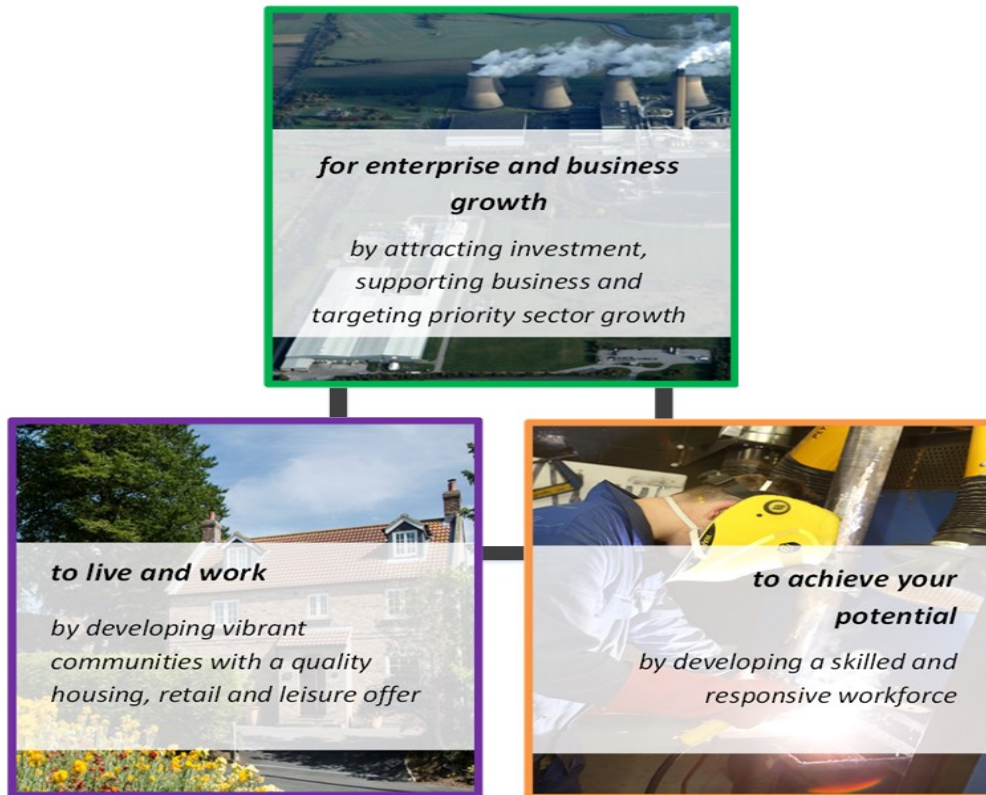 for enterprise and business
growth
by attracting investment,
supporting business and
targeting priority sector growth
to live and work
by developing vibrant
communities with a quality
housing, retail and leisure offer
to achieve your
potential
by developing a skilled and
responsive workforce